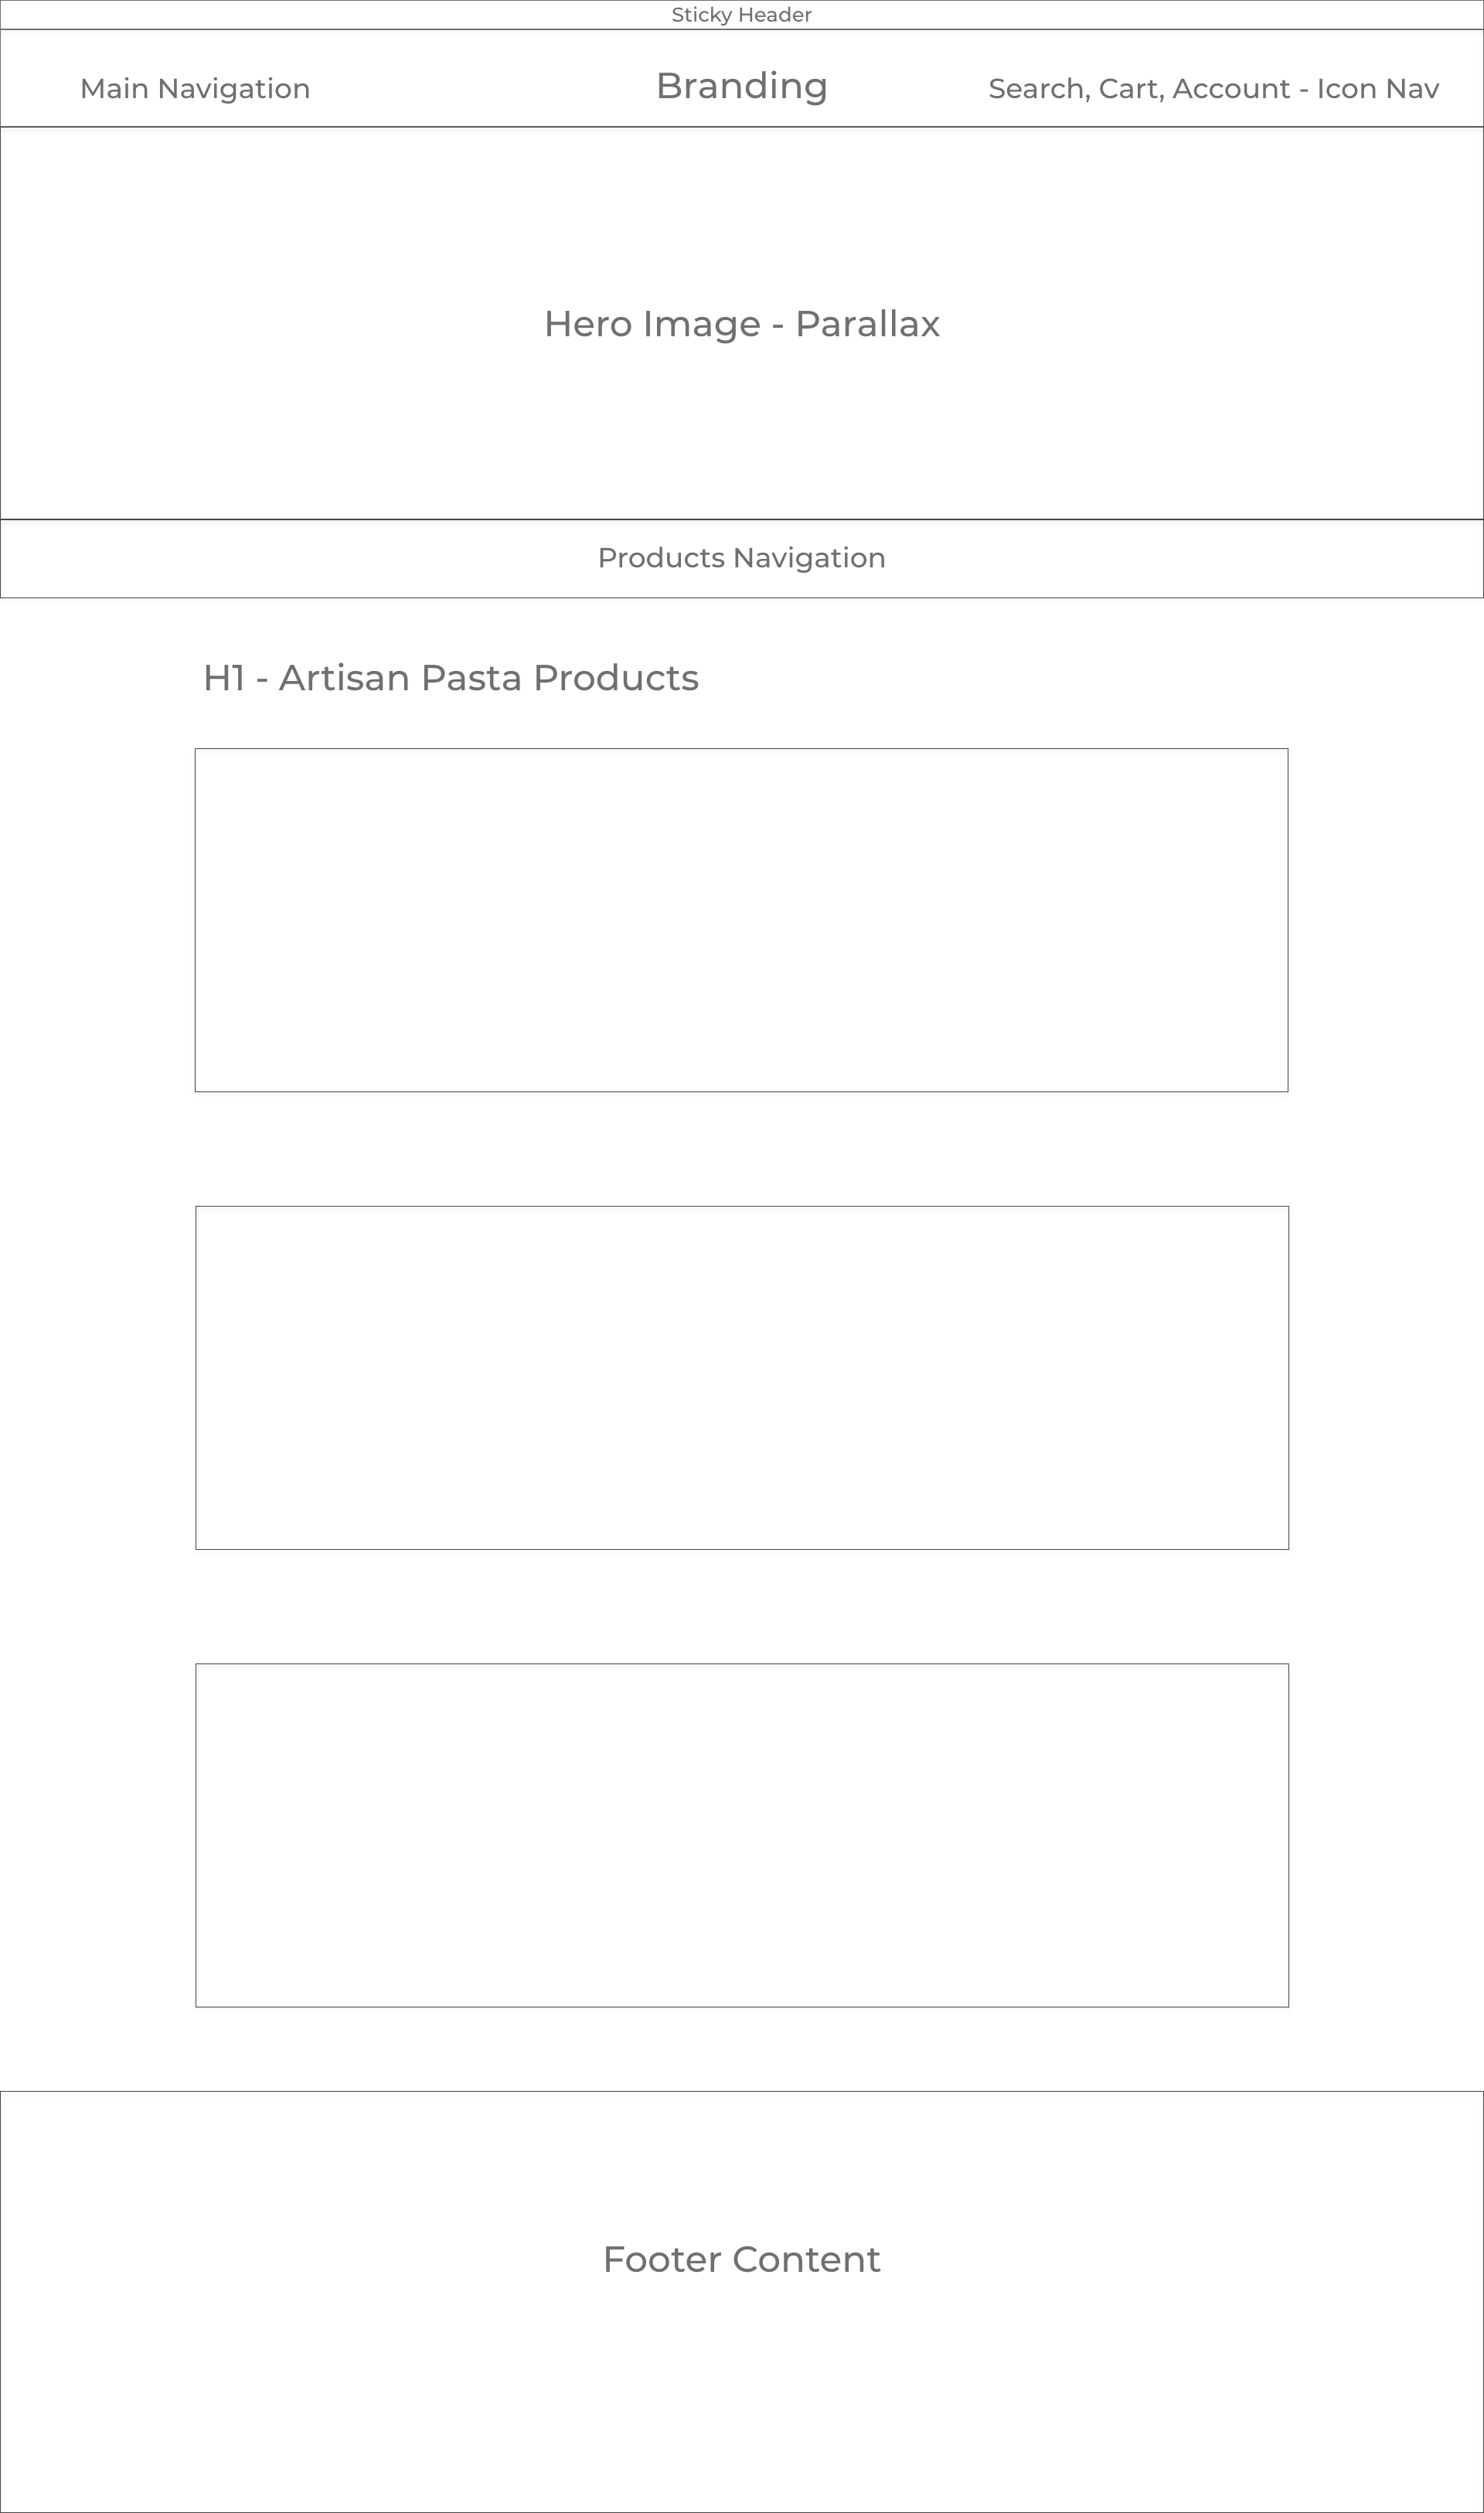 Sticky Header
Main Navigation
Branding
Search, Cart, Account - Icon Nav
Hero Image - Parallax
Products Navigation
H1 - Artisan Pasta Products
Footer Content